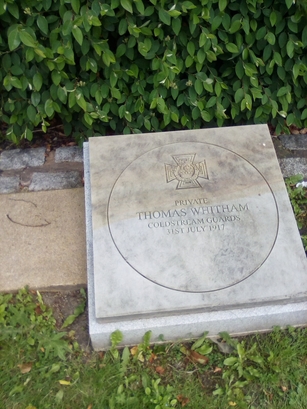 PRIVATE
THOMAS WHITHAM
COLDSTREAM GUARDS
31ST JULY 1917